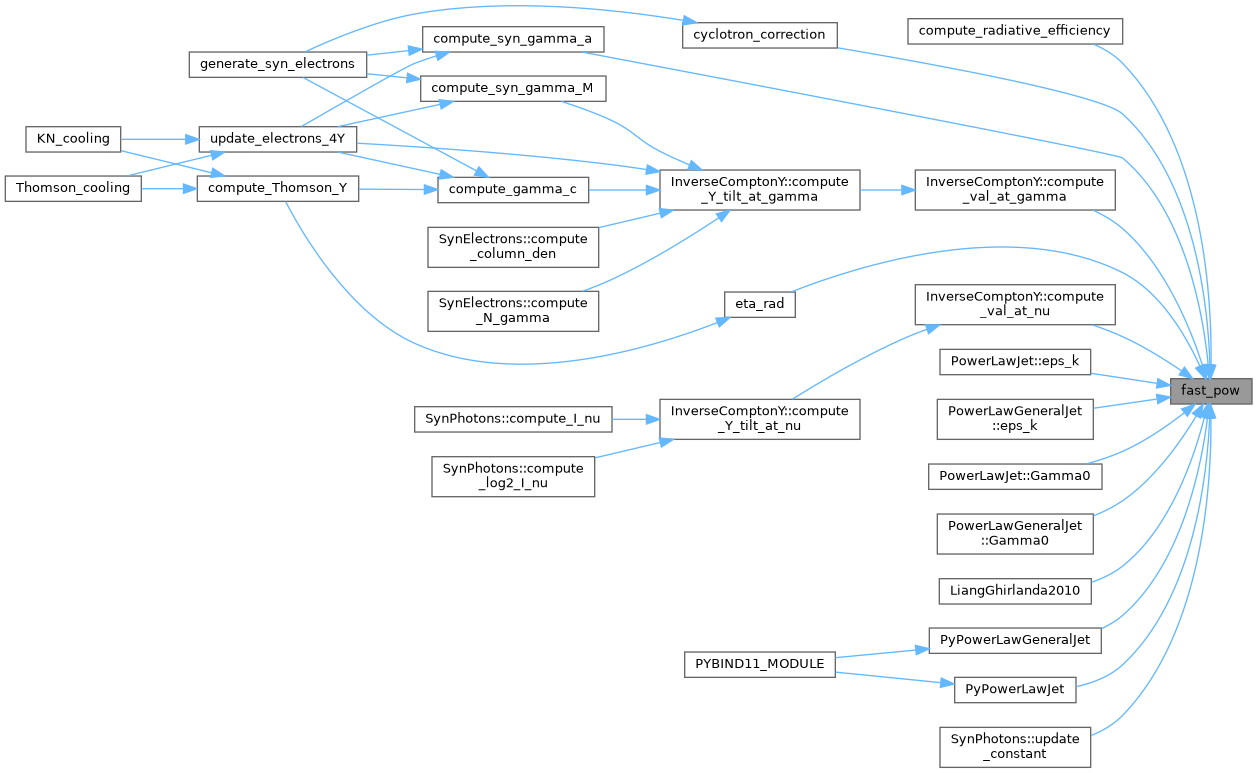 compute_radiative_efficiency
cyclotron_correction
compute_syn_gamma_a
generate_syn_electrons
compute_syn_gamma_M
KN_cooling
update_electrons_4Y
Thomson_cooling
compute_Thomson_Y
compute_gamma_c
InverseComptonY::compute
_Y_tilt_at_gamma
InverseComptonY::compute
_val_at_gamma
SynElectrons::compute
_column_den
SynElectrons::compute
_N_gamma
eta_rad
InverseComptonY::compute
_val_at_nu
PowerLawJet::eps_k
fast_pow
PowerLawGeneralJet
::eps_k
SynPhotons::compute_I_nu
InverseComptonY::compute
_Y_tilt_at_nu
SynPhotons::compute
_log2_I_nu
PowerLawJet::Gamma0
PowerLawGeneralJet
::Gamma0
LiangGhirlanda2010
PyPowerLawGeneralJet
PYBIND11_MODULE
PyPowerLawJet
SynPhotons::update
_constant